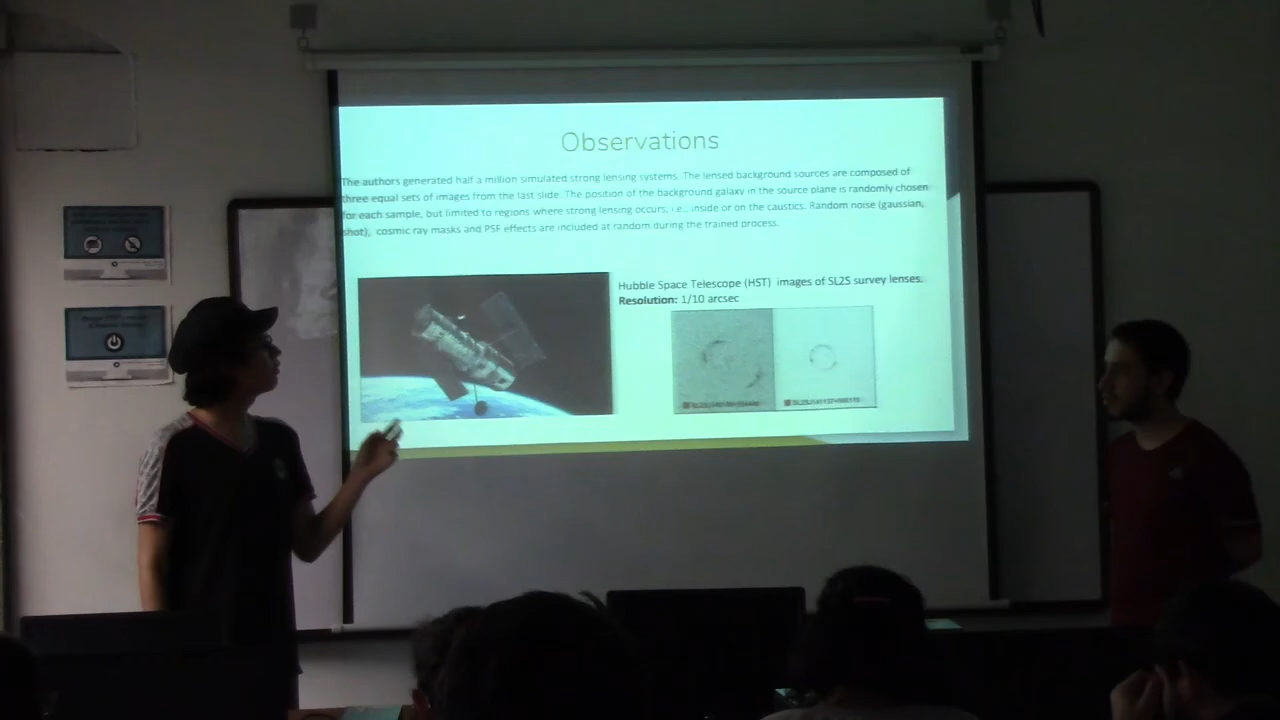 Observations
The authors generated half a million simulated strong lensing systems. The lensed background sources are composed of
three equal sets of images from the last slide. The position of the background galaxy in the source plane is randomly chosen
for each sample, but limited to regions where strong lensing occurs, i.e., inside or on the caustics. Random noise (gaussian,
shot), cosmic ray masks and PSF effects are included at random during the trained process.
Hubble Space Telescope (HST) images of SL2S survey lenses.
Resolution: 1/10 arcsec